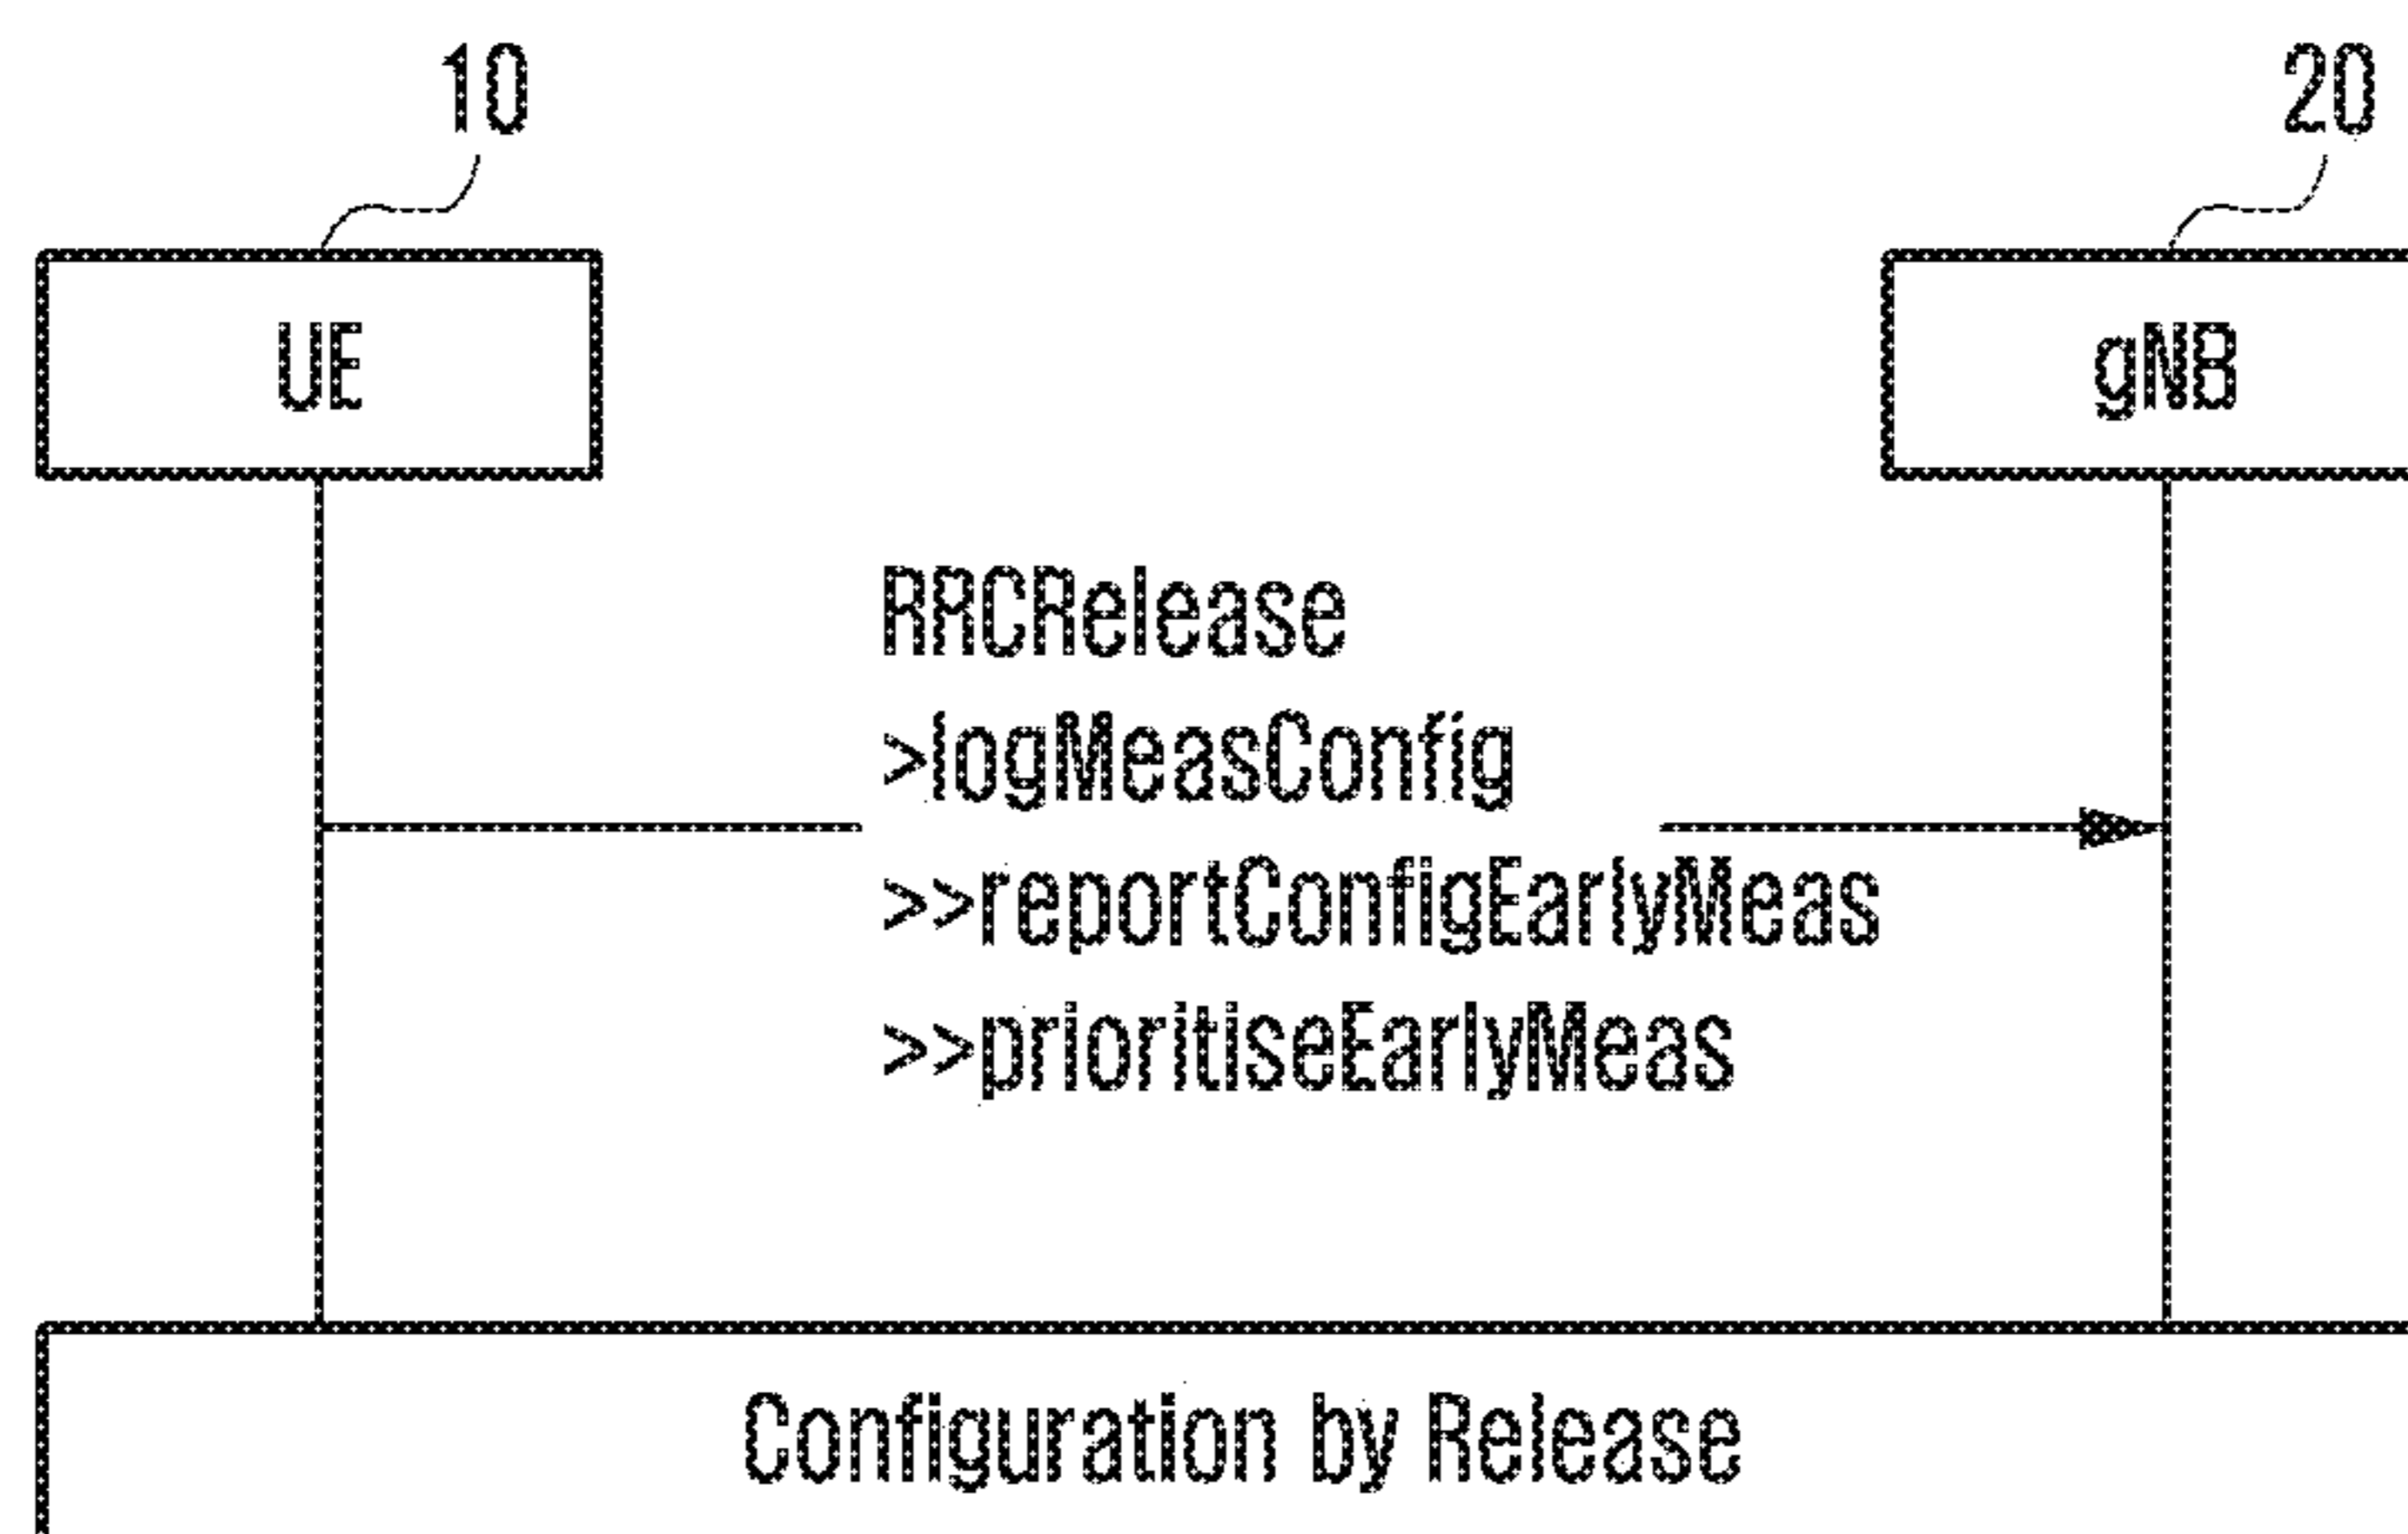 10
20
UE
gNB
RRCRelease
>logMeasConfig
>>reportConfigEarlyMeas
>>prioritiseEarlyMeas
Configuration by Release